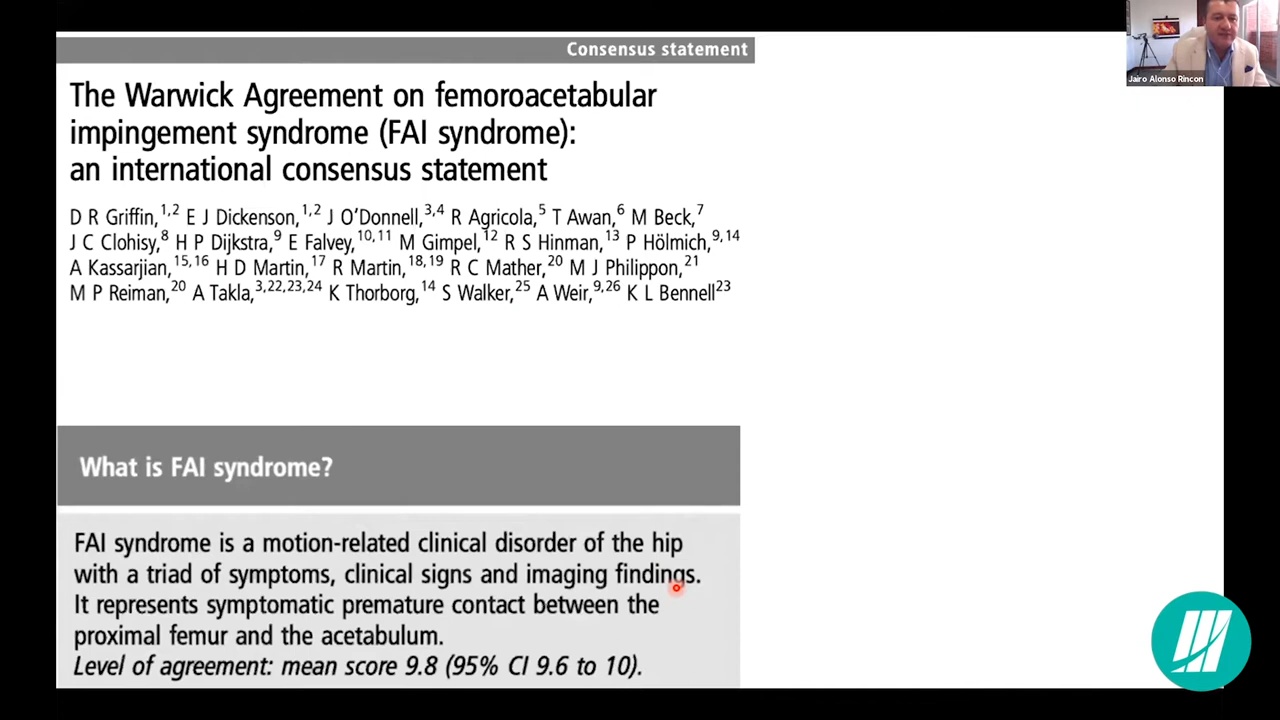 Consensus statement
Jairo Alonso Rincon
The Warwick Agreement on femoroacetabular
impingement syndrome (FAI syndrome):
an international consensus statement
D R Griffin,1,2 E J Dickenson,1,2 J O'Donnell,3,4 R Agricola,5 T Awan,6 M Beck,7
J C Clohisy,8 H P Dijkstra,9 E Falvey,10,11 M Gimpel,12 R S Hinman,13 P Hölmich,9,14
A Kassarjian,15,16 H D Martin,17 R Martin,18,19 R C Mather,20 M J Philippon,21
M P Reiman,20 A Takla,3,22,23,24 K Thorborg,14 S Walker,25 A Weir,9,26 K L Bennell23
What is FAI syndrome?
FAI syndrome is a motion-related clinical disorder of the hip
with a triad of symptoms, clinical signs and imaging findings.
It represents symptomatic premature contact between the
proximal femur and the acetabulum.
Level of agreement: mean score 9.8 (95% CI 9.6 to 10).